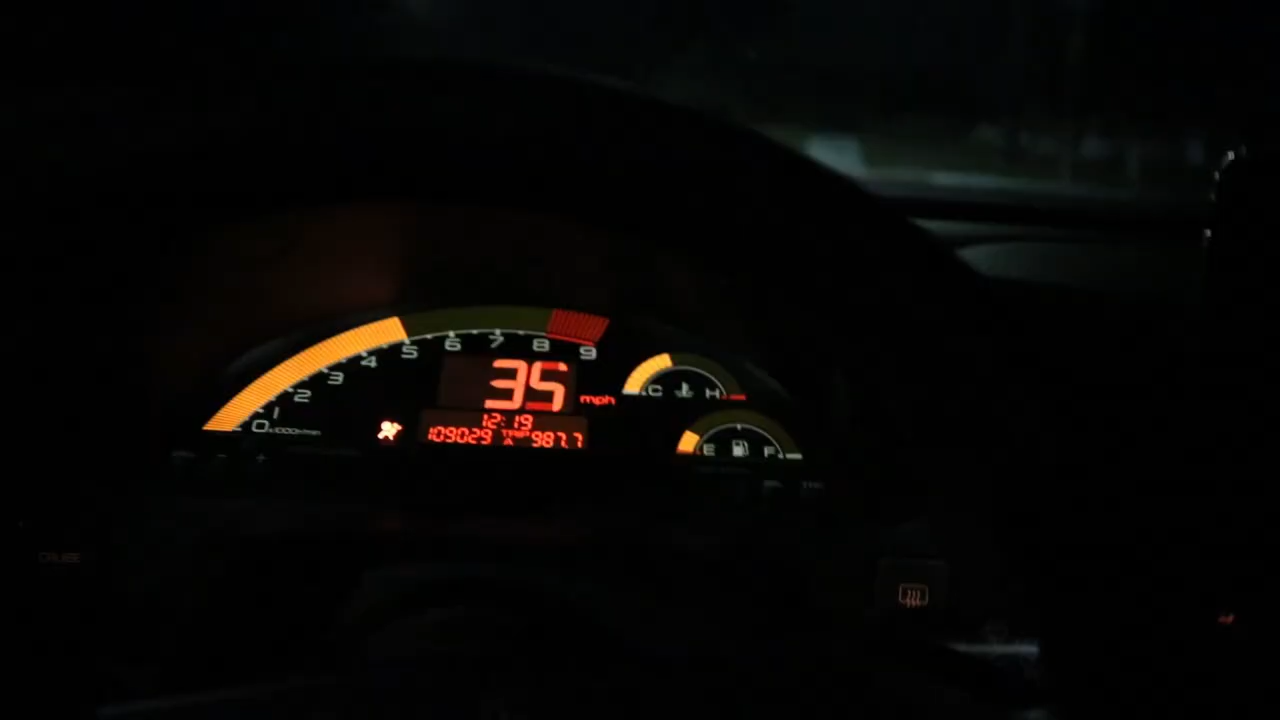 0 1 2 3 4 5 6 7 8 9
x1000r/min
35 mph
C H
12:19
109029 TRIP A 987.7
E F
CRUISE